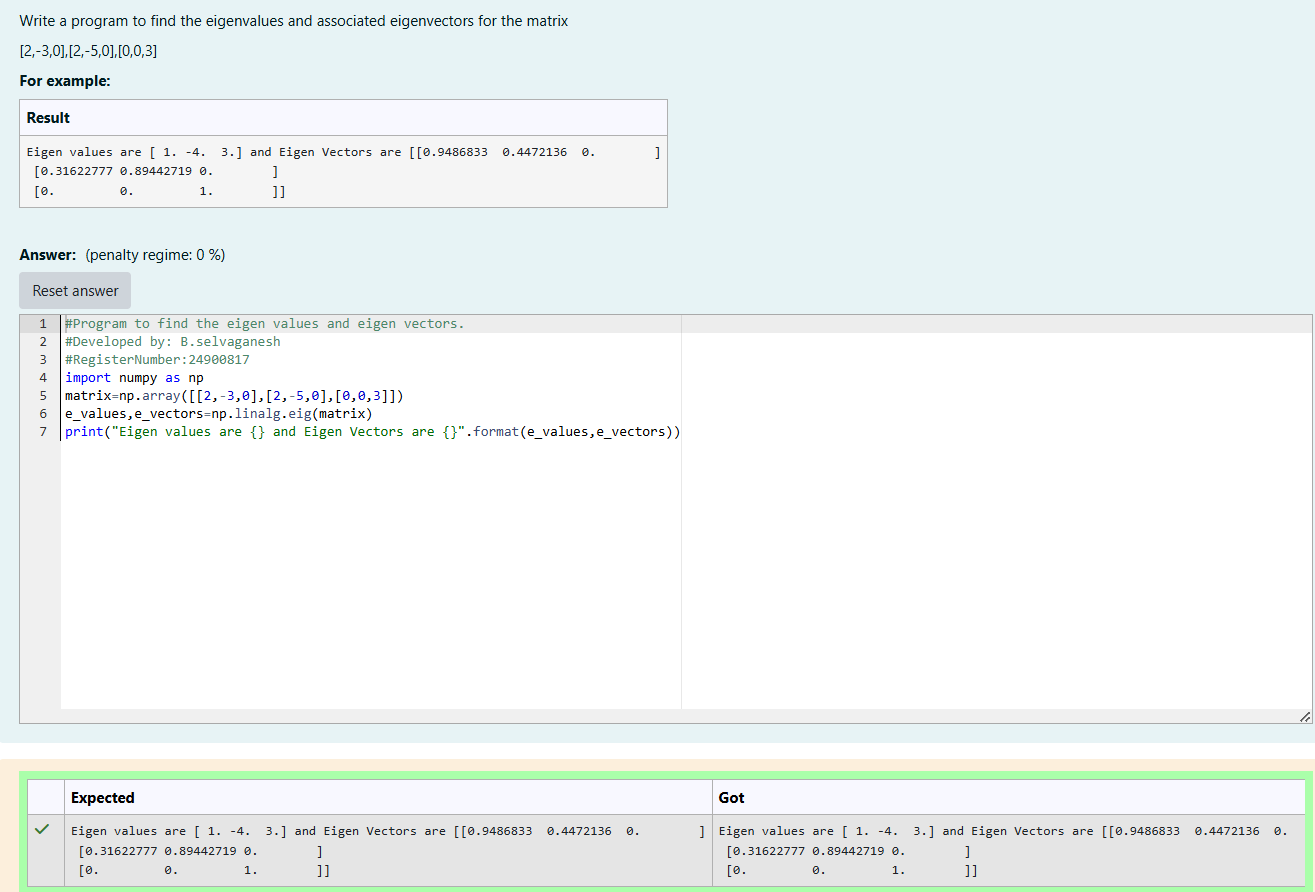 Write a program to find the eigenvalues and associated eigenvectors for the matrix
[2,-3,0],[2,-5,0],[0,0,3]
For example:
Result
Eigen values are [ 1. -4.  3.] and Eigen Vectors are [[0.9486833  0.4472136  0.        ]
 [0.31622777 0.89442719 0.        ]
 [0.         0.         1.        ]]
Answer: (penalty regime: 0 %)
Reset answer
1 #Program to find the eigen values and eigen vectors.
2 #Developed by: B.selvaganesh
3 #RegisterNumber:24900817
4 import numpy as np
5 matrix=np.array([[2,-3,0],[2,-5,0],[0,0,3]])
6 e_values,e_vectors=np.linalg.eig(matrix)
7 print("Eigen values are {} and Eigen Vectors are {}".format(e_values,e_vectors))
Expected Got
Eigen values are [ 1. -4.  3.] and Eigen Vectors are [[0.9486833  0.4472136  0.        ] Eigen values are [ 1. -4.  3.] and Eigen Vectors are [[0.9486833  0.4472136  0.
 [0.31622777 0.89442719 0.        ]  [0.31622777 0.89442719 0.        ]
 [0.         0.         1.        ]]  [0.         0.         1.        ]]